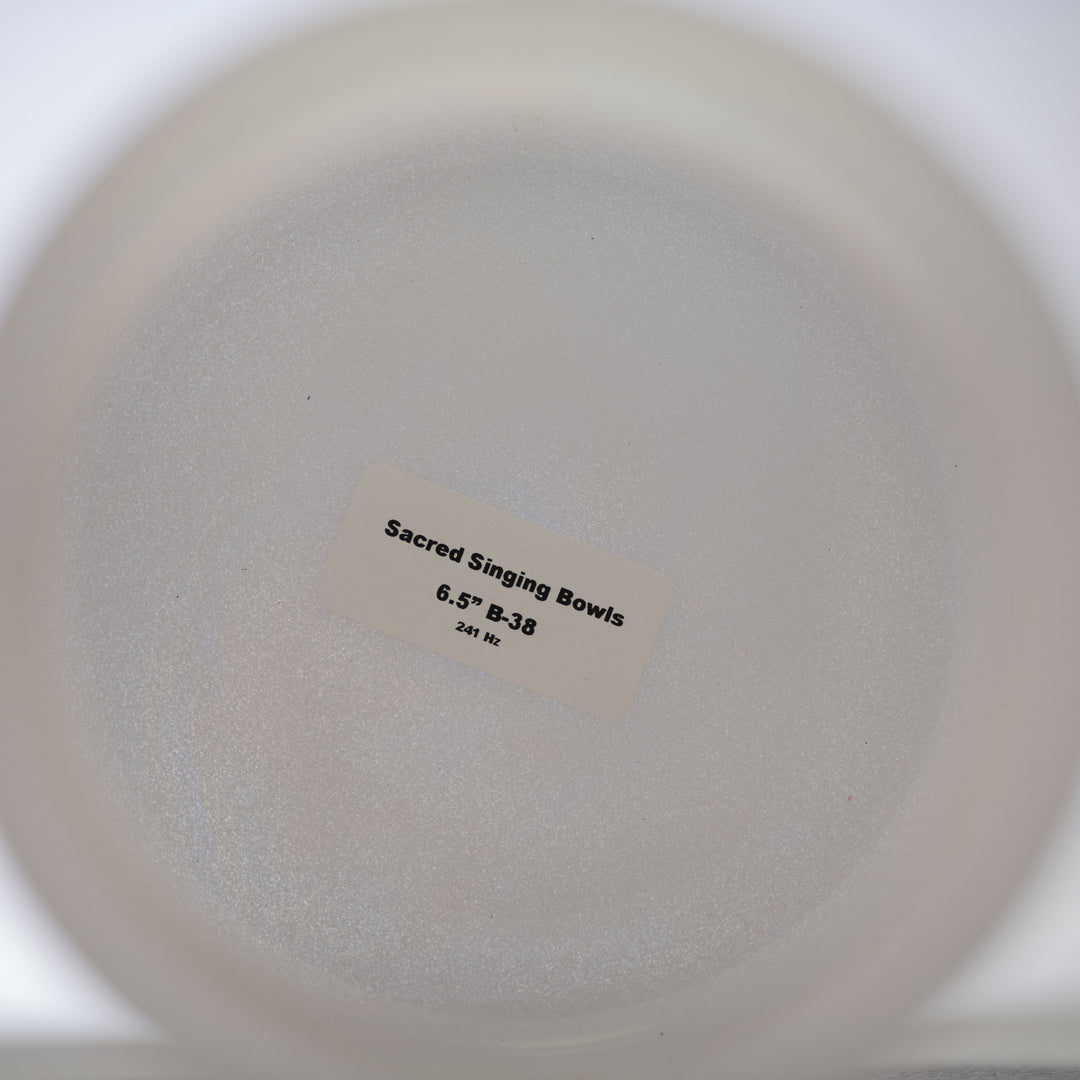 Sacred Singing Bowls
6.5” B-38
241 Hz